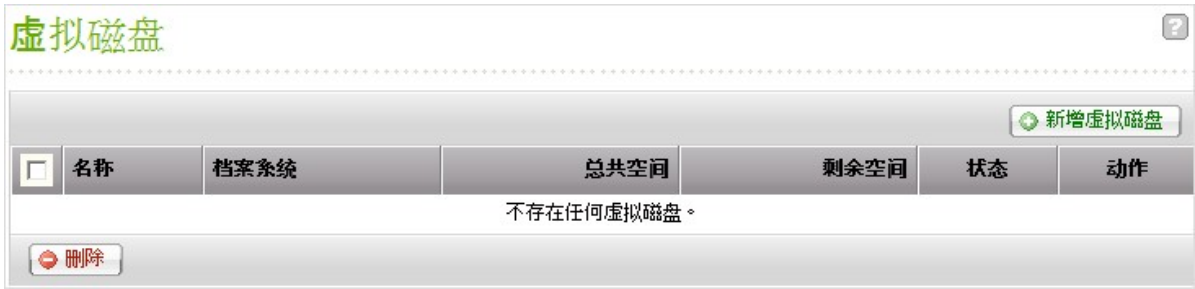 虚拟磁盘
?
新增虚拟磁盘
名称 档案系统 总共空间 剩余空间 状态 动作
不存在任何虚拟磁盘。
删除